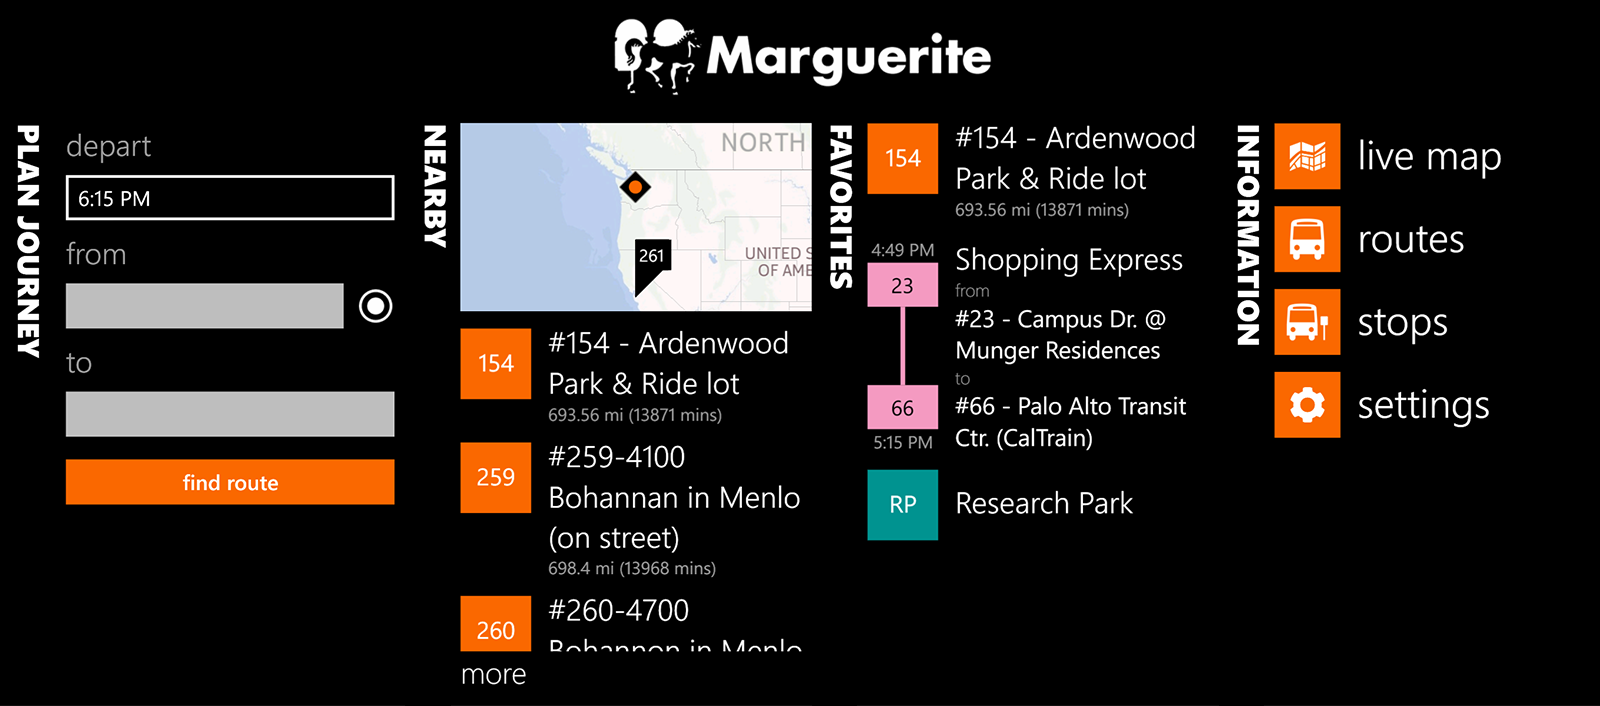 Marguerite
PLAN JOURNEY
depart
6:15 PM
from
to
find route
NEARBY
NORTH
UNITED S
OF AME
261
154
#154 - Ardenwood
Park & Ride lot
693.56 mi (13871 mins)
259
#259-4100
Bohannan in Menlo
(on street)
698.4 mi (13968 mins)
260
#260-4700
Bohannon in Menlo
more
FAVORITES
154
#154 - Ardenwood
Park & Ride lot
693.56 mi (13871 mins)
4:49 PM
23
Shopping Express
from
#23 - Campus Dr. @
Munger Residences
to
66
#66 - Palo Alto Transit
Ctr. (CalTrain)
5:15 PM
RP
Research Park
INFORMATION
live map
routes
stops
settings